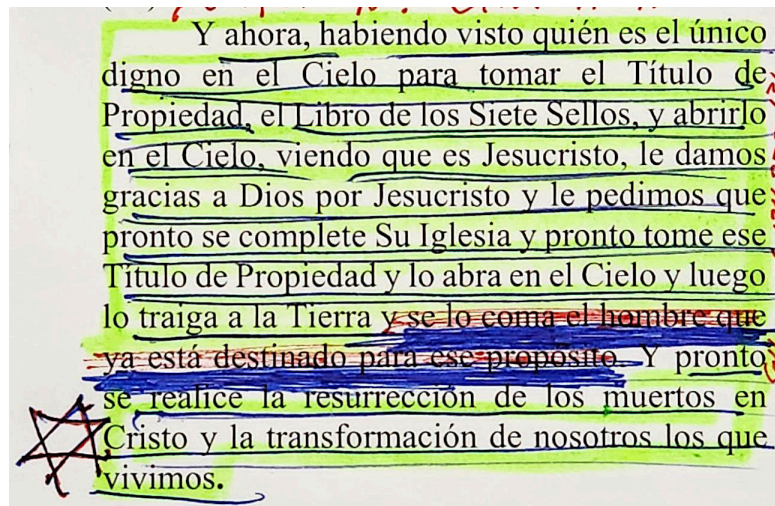 Y ahora, habiendo visto quién es el único
digno en el Cielo para tomar el Título de
Propiedad, el Libro de los Siete Sellos, y abrirlo
en el Cielo, viendo que es Jesucristo, le damos
gracias a Dios por Jesucristo y le pedimos que
pronto se complete Su Iglesia y pronto tome ese
Título de Propiedad y lo abra en el Cielo y luego
lo traiga a la Tierra y se lo coma el hombre que
ya está destinado para ese propósito. Y pronto
se realice la resurrección de los muertos en
Cristo y la transformación de nosotros los que
vivimos.